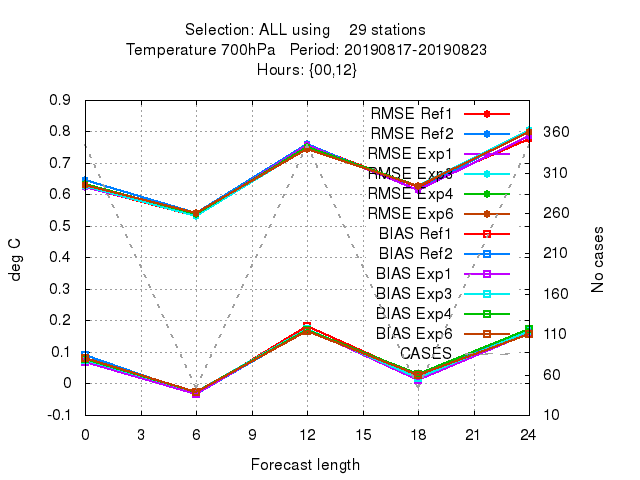 Selection: ALL using 29 stations
Temperature 700hPa Period: 20190817-20190823
Hours: {00,12}
0.9
0.8
0.7
0.6
0.5
0.4
0.3
0.2
0.1
0
-0.1
deg C
RMSE Ref1
RMSE Ref2
RMSE Exp1
RMSE Exp3
RMSE Exp4
RMSE Exp6
BIAS Ref1
BIAS Ref2
BIAS Exp1
BIAS Exp3
BIAS Exp4
BIAS Exp6
CASES
360
310
260
210
160
110
60
10
No cases
0 3 6 9 12 15 18 21 24
Forecast length